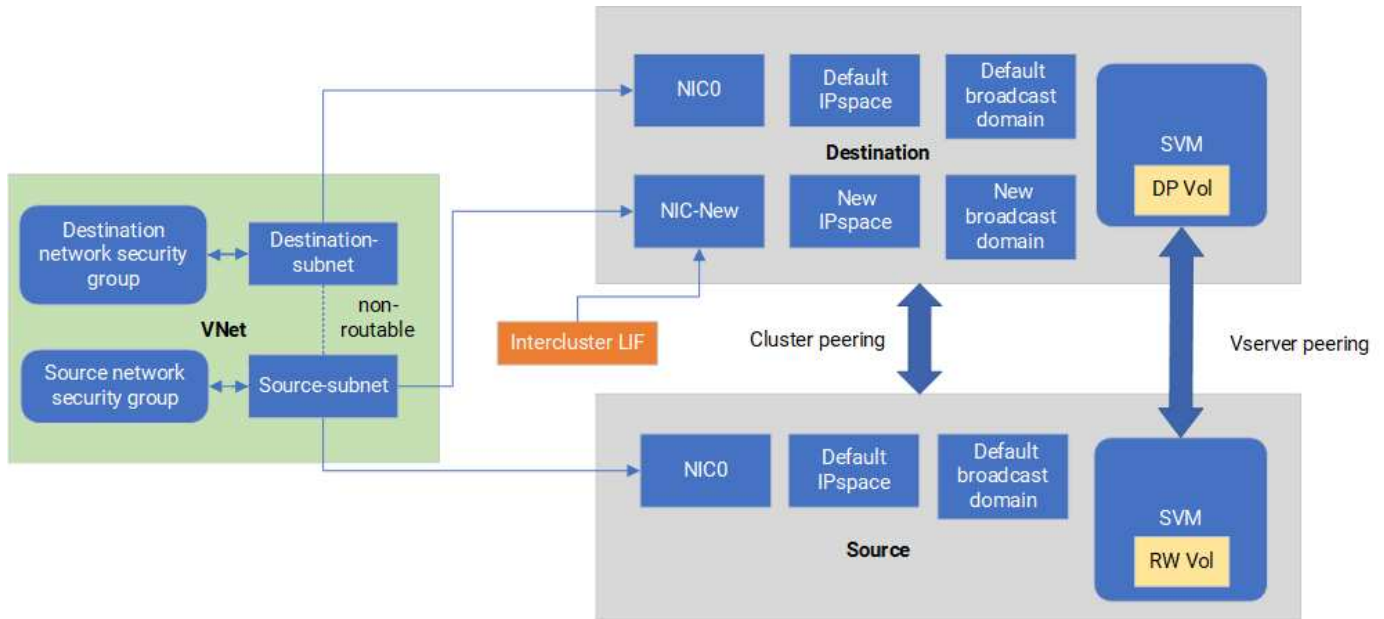 NIC0
Default
IPspace
Default
broadcast
domain
SVM
DP Vol
Destination
NIC-New
New
IPspace
New
broadcast
domain
Destination
network security
group
Destination-
subnet
VNet
non-
routable
Source network
security group
Source-subnet
Intercluster LIF
Cluster peering
Vserver peering
NIC0
Default
IPspace
Default
broadcast
domain
SVM
RW Vol
Source